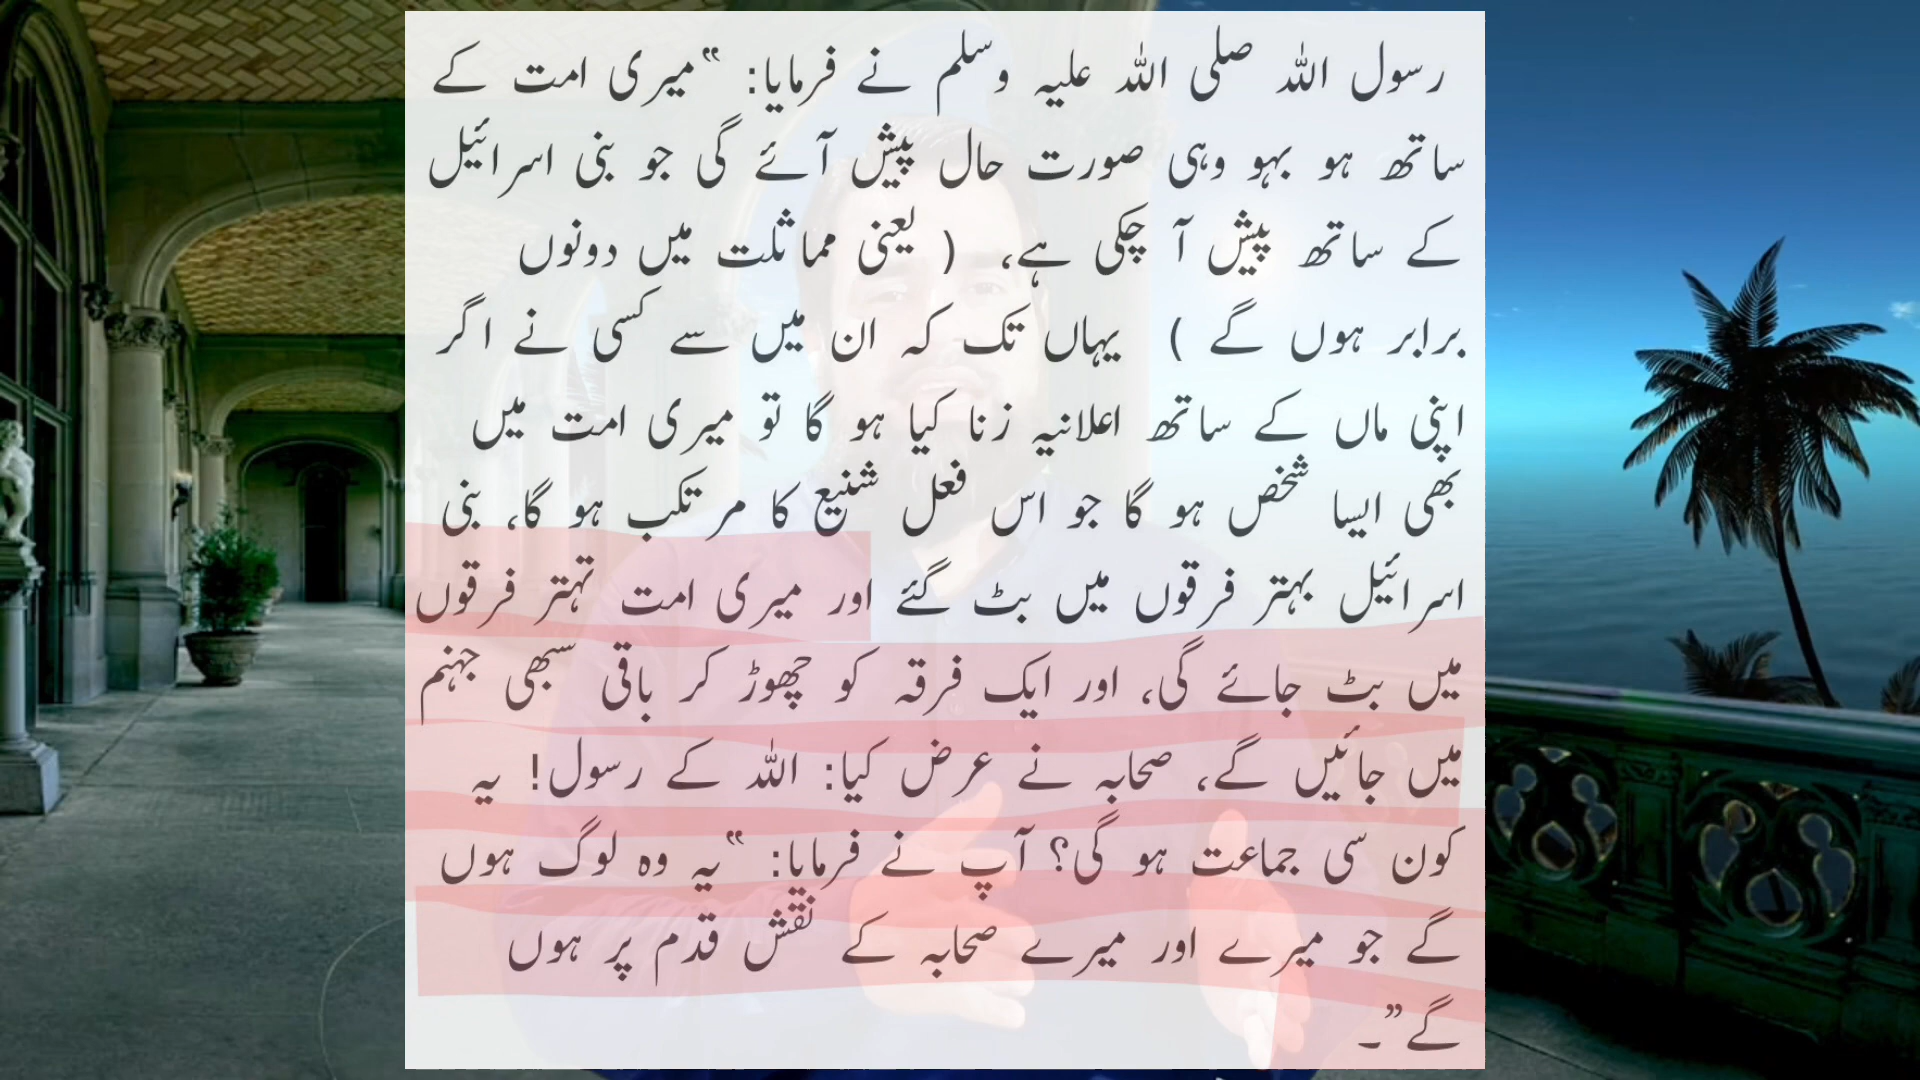 رسول اللہ صلی اللہ علیہ وسلم نے فرمایا: ”میری امت کے
ساتھ ہو بہو وہی صورت حال پیش آئے گی جو بنی اسرائیل
کے ساتھ پیش آ چکی ہے، ( یعنی مماثلت میں دونوں
برابر ہوں گے ) یہاں تک کہ ان میں سے کسی نے اگر
اپنی ماں کے ساتھ اعلانیہ زنا کیا ہو گا تو میری امت میں
بھی ایسا شخص ہو گا جو اس فعل شنیع کا مرتکب ہو گا، بنی
اسرائیل بہتر فرقوں میں بٹ گئے اور میری امت تہتر فرقوں
میں بٹ جائے گی، اور ایک فرقہ کو چھوڑ کر باقی سبھی جہنم
میں جائیں گے، صحابہ نے عرض کیا: اللہ کے رسول! یہ
کون سی جماعت ہو گی؟ آپ نے فرمایا: ”یہ وہ لوگ ہوں
گے جو میرے اور میرے صحابہ کے نقش قدم پر ہوں
گے“۔